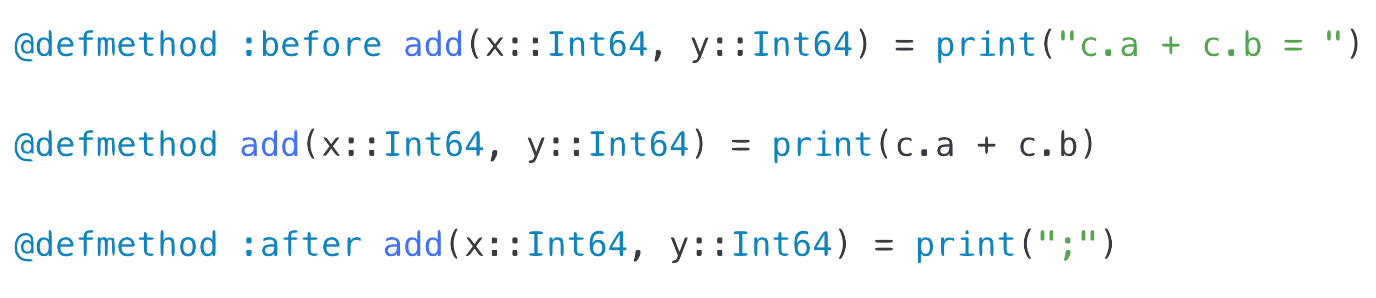 @defmethod :before add(x::Int64, y::Int64) = print("c.a + c.b = ")
@defmethod add(x::Int64, y::Int64) = print(c.a + c.b)
@defmethod :after add(x::Int64, y::Int64) = print(";")